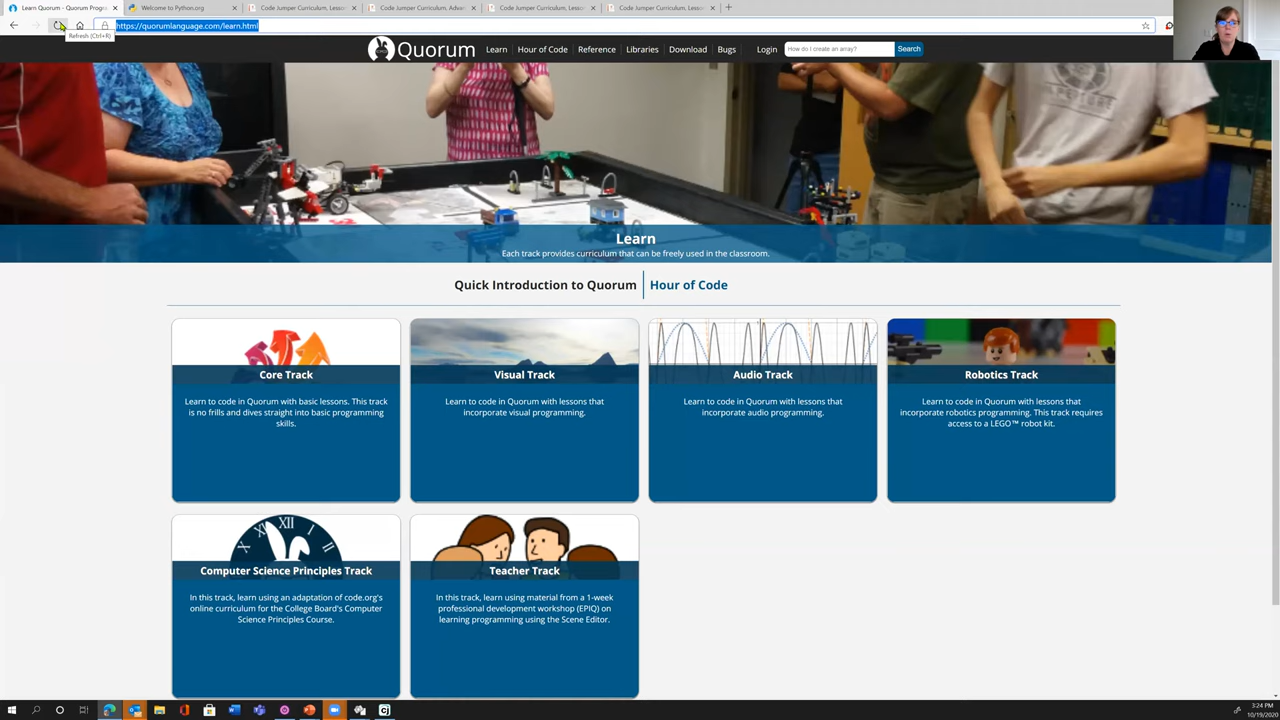 Learn Quorum - Quorum Progra
Welcome to Python.org
Code Jumper Curriculum, Lesso
Code Jumper Curriculum, Advan
Code Jumper Curriculum, Lesso
Code Jumper Curriculum, Lesso
https://quorumlanguage.com/learn.html
Refresh (Ctrl+R)
Quorum
Learn
Hour of Code
Reference
Libraries
Download
Bugs
Login
How do I create an array?
Search
Learn
Each track provides curriculum that can be freely used in the classroom.
Quick Introduction to Quorum
Hour of Code
Core Track
Learn to code in Quorum with basic lessons. This track
is no frills and dives straight into basic programming
skills.
Visual Track
Learn to code in Quorum with lessons that
incorporate visual programming.
Audio Track
Learn to code in Quorum with lessons that
incorporate audio programming.
Robotics Track
Learn to code in Quorum with lessons that
incorporate robotics programming. This track requires
access to a LEGO™ robot kit.
XI XII I
Computer Science Principles Track
In this track, learn using an adaptation of code.org's
online curriculum for the College Board's Computer
Science Principles Course.
Teacher Track
In this track, learn using material from a 1-week
professional development workshop (EPIQ) on
learning programming using the Scene Editor.
3:24 PM
10/19/2020